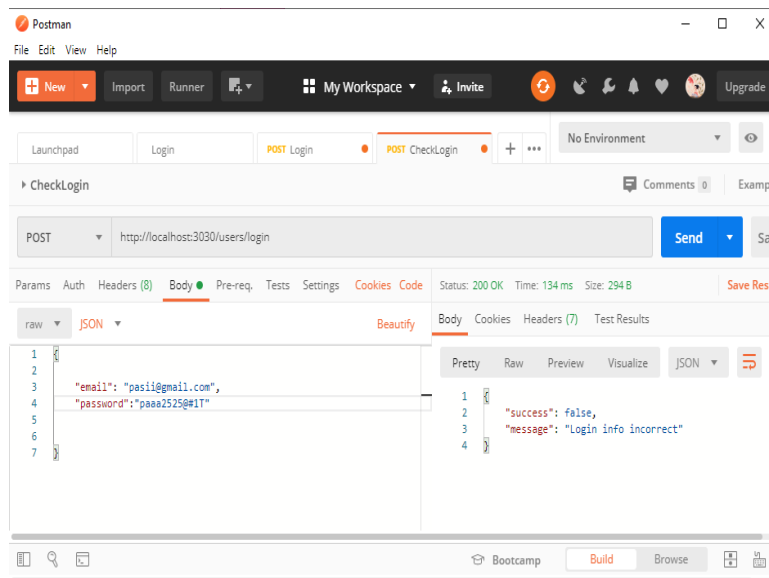 Postman
File Edit View Help
New Import Runner My Workspace Invite Upgrade
Launchpad Login POST Login POST CheckLogin No Environment
CheckLogin Comments 0 Examp
POST http://localhost:3030/users/login Send Sa
Params Auth Headers (8) Body Pre-req. Tests Settings Cookies Code
Status: 200 OK Time: 134 ms Size: 294 B Save Res
raw JSON Beautify
Body Cookies Headers (7) Test Results
Pretty Raw Preview Visualize JSON
1 {
2
3 "email": "pasii@gmail.com",
4 "password":"paaa2525@#1T"
5
6
7 }
1 {
2 "success": false,
3 "message": "Login info incorrect"
4 }
Bootcamp Build Browse